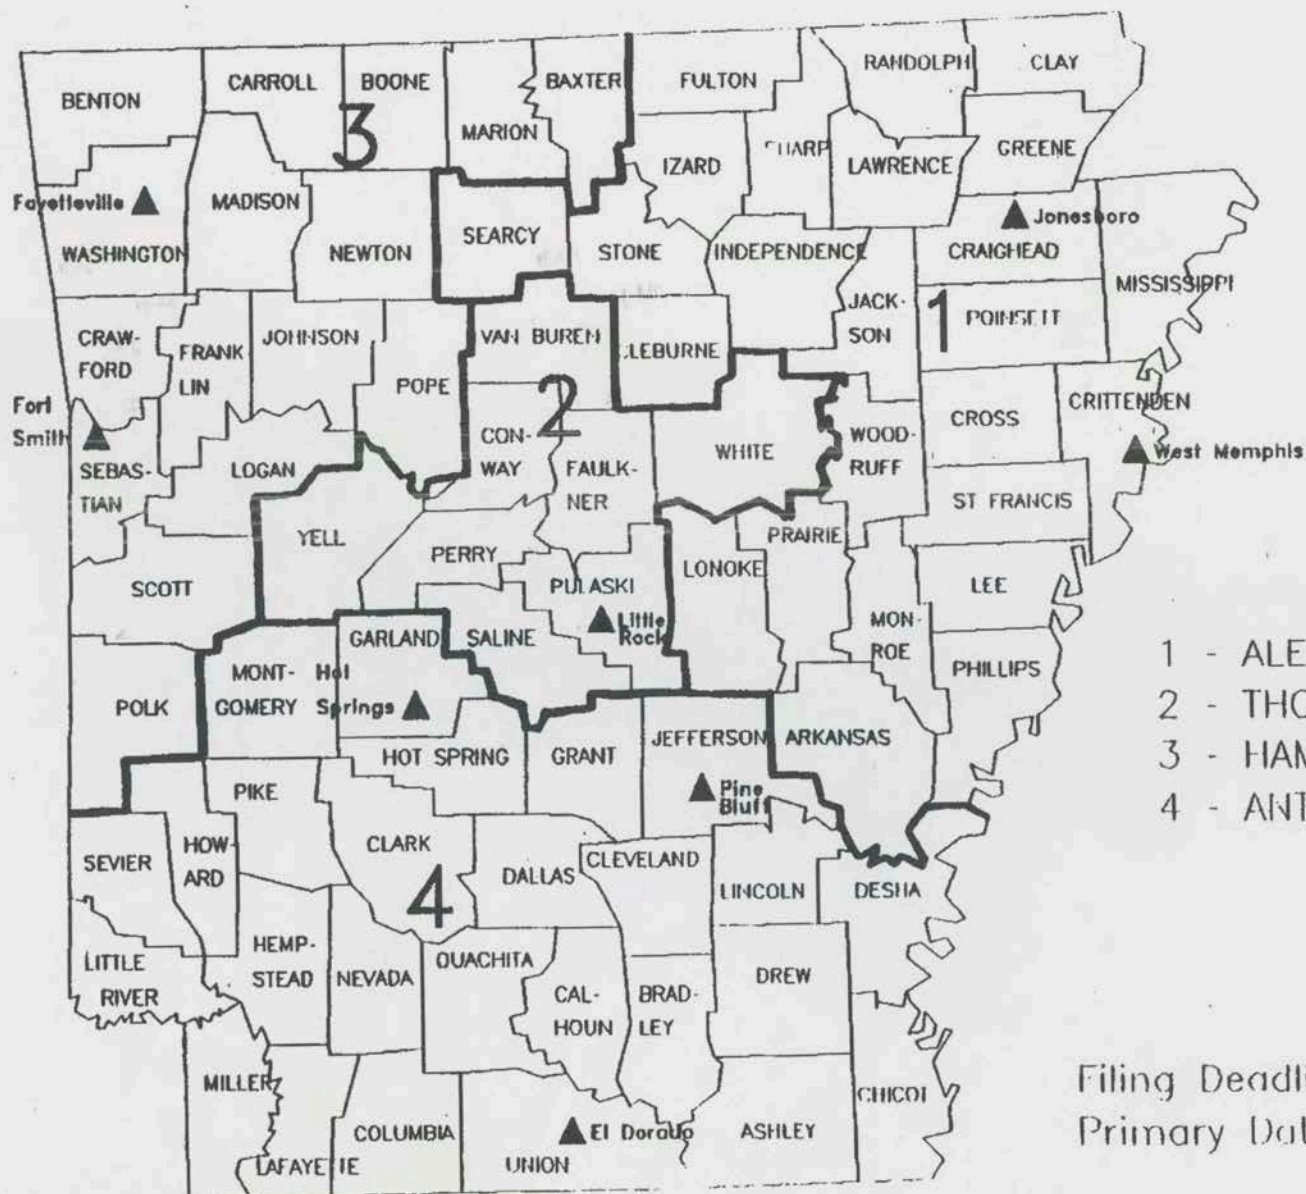 BENTON
CARROLL
BOONE
MARION
BAXTER
FULTON
RANDOLPH
CLAY
3
IZARD
LAWRENCE
GREENE
Fayetteville
MADISON
Jonesboro
WASHINGTON
NEWTON
SEARCY
STONE
INDEPENDENCE
CRAIGHEAD
MISSISSIPPI
CRAW-
FORD
FRANK
LIN
JOHNSON
POPE
VAN BUREN
LEBURNE
JACK-
SON
1
POINSETT
Fort
Smith
SEBAS-
TIAN
LOGAN
2
CON-
WAY
FAULK-
NER
WHITE
WOOD-
RUFF
CROSS
CRITTENDEN
West Memphis
ST FRANCIS
YELL
PERRY
PRAIRIE
SCOTT
PULASKI
LONOKE
LEE
Little
Rock
GARLAND
SALINE
MON-
ROE
PHILLIPS
POLK
MONT-
GOMERY
Hot
Springs
HOT SPRING
GRANT
JEFFERSON
ARKANSAS
PIKE
Pine
Bluff
SEVIER
HOW-
ARD
CLARK
4
DALLAS
CLEVELAND
LINCOLN
DESHA
LITTLE
RIVER
HEMP-
STEAD
NEVADA
OUACHITA
CAL-
HOUN
BRAD-
LEY
DREW
MILLER
LAFAYETTE
COLUMBIA
UNION
El Dorado
ASHLEY
CHICOT
1 - ALE
2 - THO
3 - HAM
4 - ANT
Filing Deadli
Primary Dat